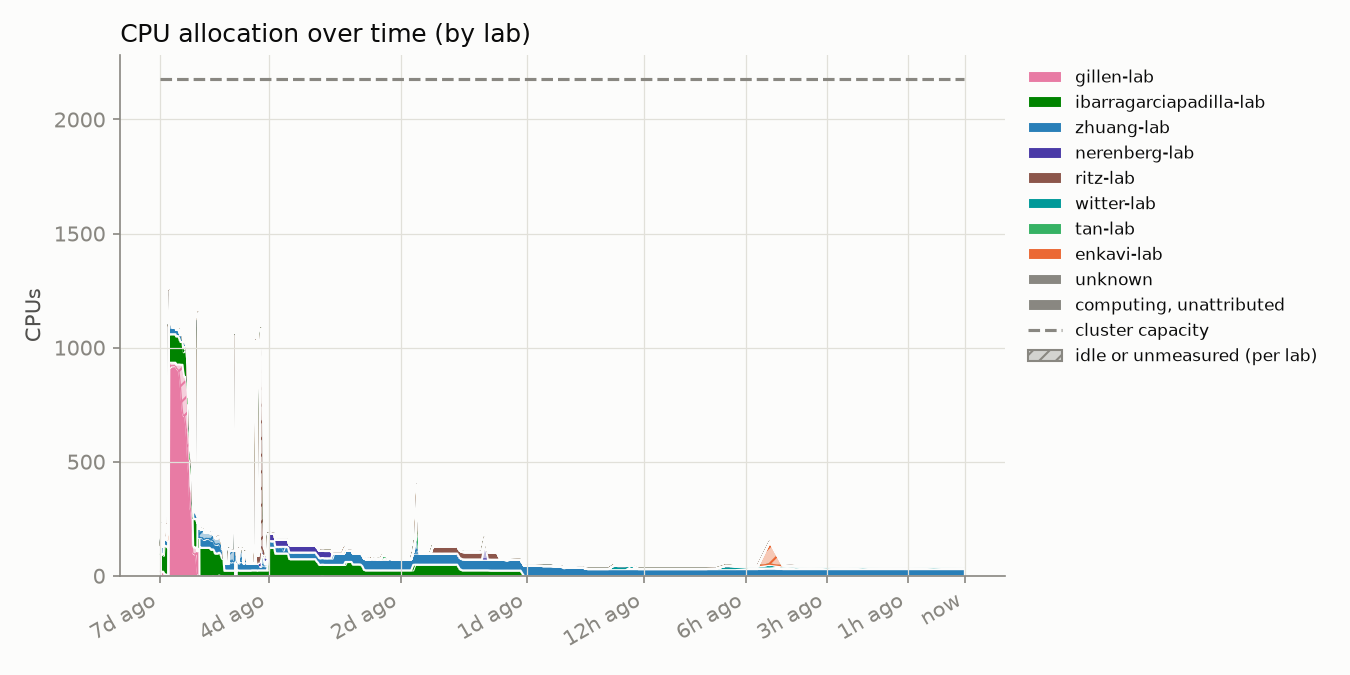 CPU allocation over time (by lab)
CPUs
2000
1500
1000
500
0
7d ago
4d ago
2d ago
1d ago
12h ago
6h ago
3h ago
1h ago
now
gillen-lab
ibarragarciapadilla-lab
zhuang-lab
nerenberg-lab
ritz-lab
witter-lab
tan-lab
enkavi-lab
unknown
computing, unattributed
cluster capacity
idle or unmeasured (per lab)